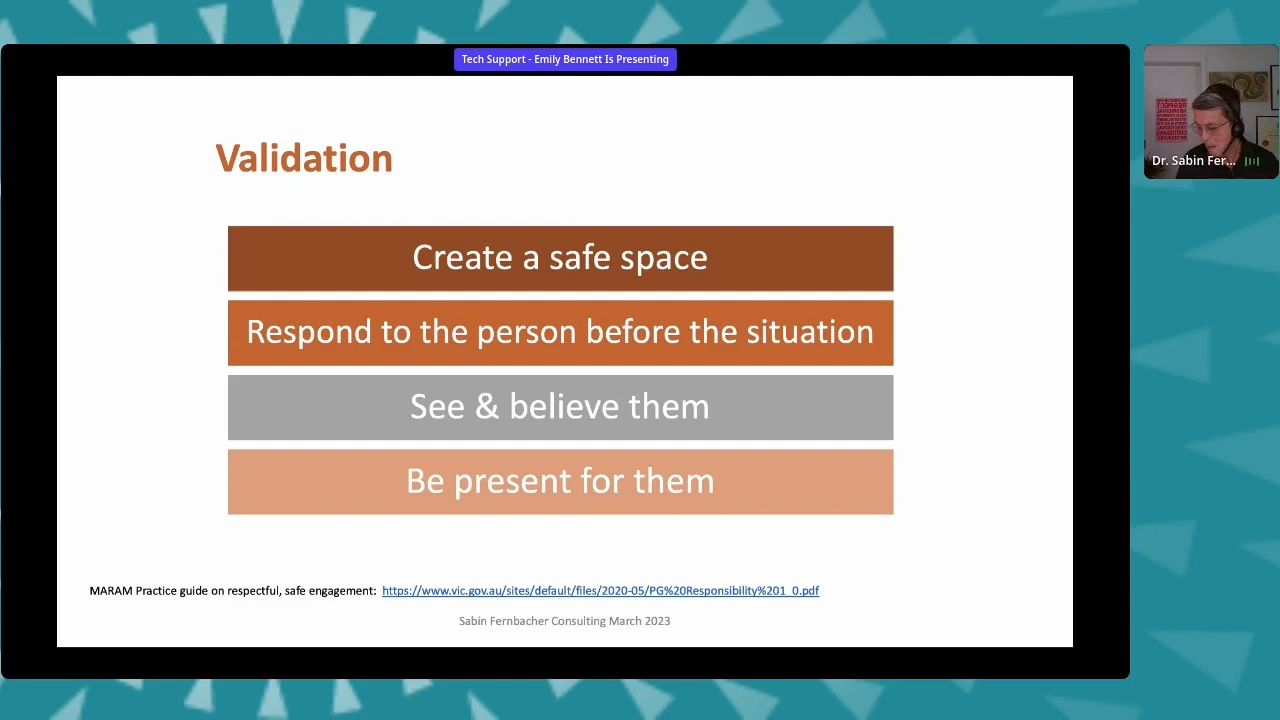 Tech Support - Emily Bennett Is Presenting
Validation
Create a safe space
Respond to the person before the situation
See & believe them
Be present for them
MARAM Practice guide on respectful, safe engagement: https://www.vic.gov.au/sites/default/files/2020-05/PG%20Responsibility%201_0.pdf
Sabin Fernbacher Consulting March 2023
Dr. Sabin Fer...